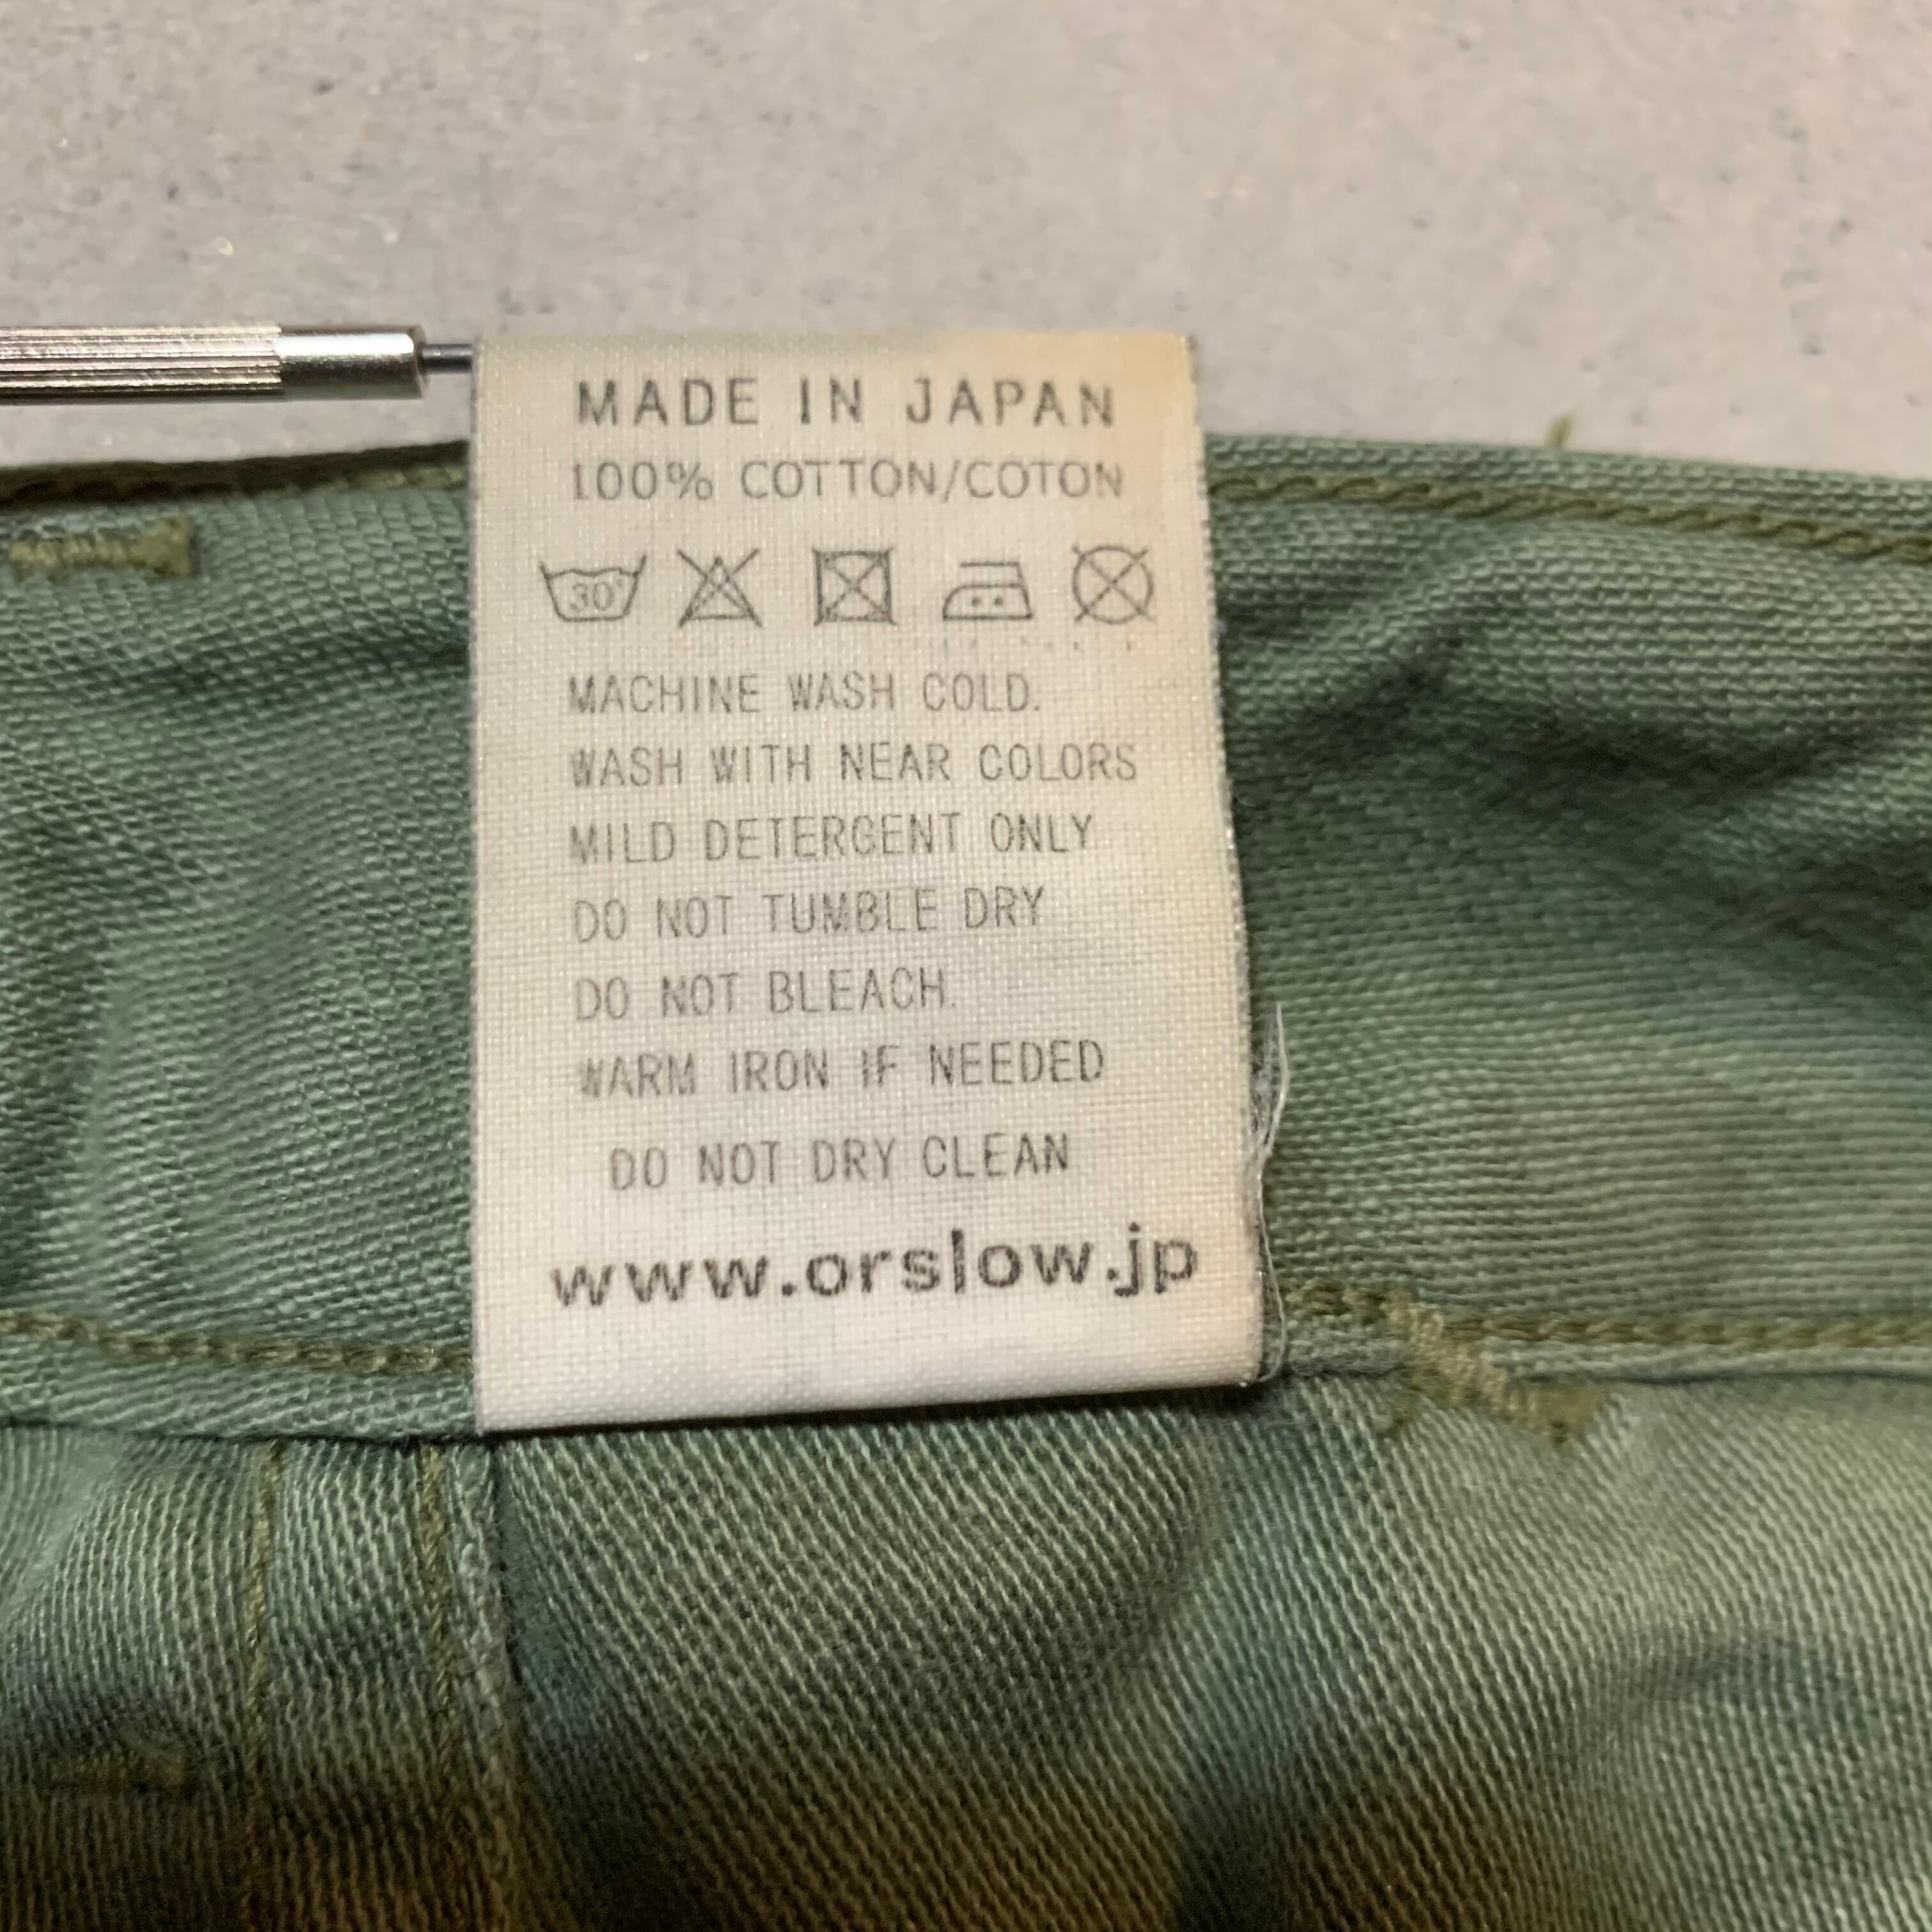 MADE IN JAPAN
100% COTTON/COTON
30°
MACHINE WASH COLD.
WASH WITH NEAR COLORS
MILD DETERGENT ONLY
DO NOT TUMBLE DRY
DO NOT BLEACH.
WARM IRON IF NEEDED
DO NOT DRY CLEAN
www.orslow.jp